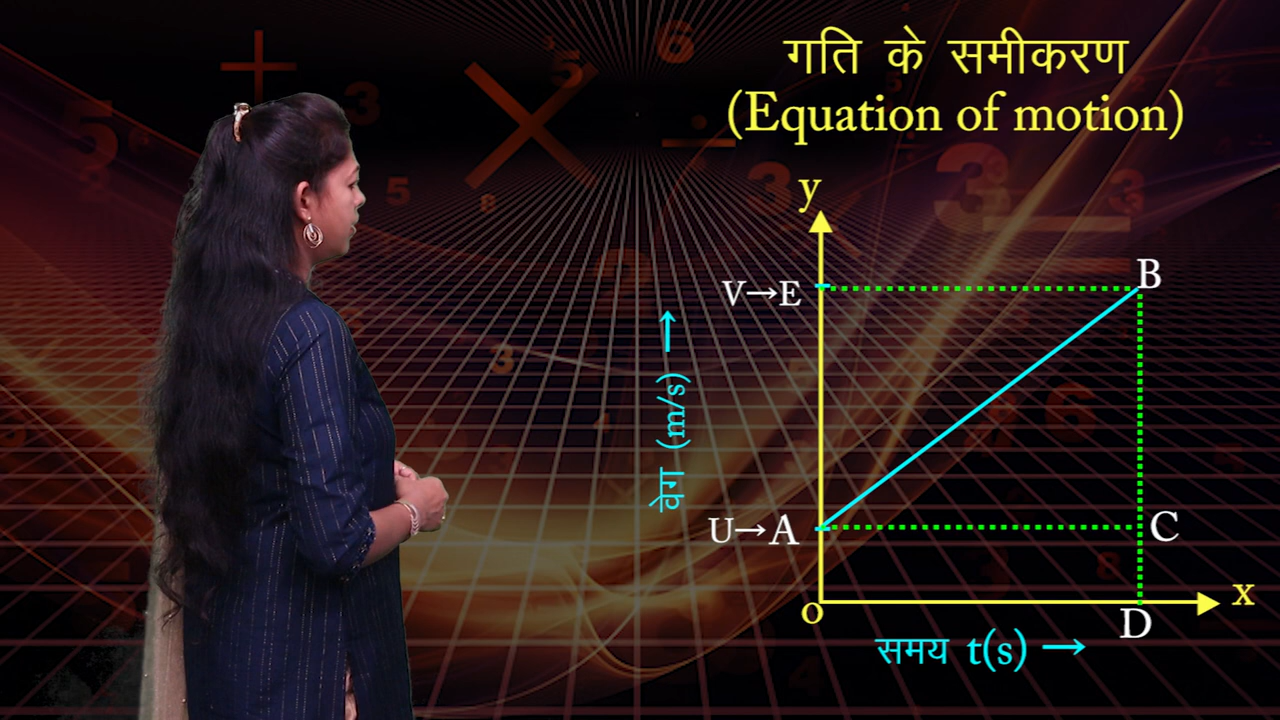 गति के समीकरण
(Equation of motion)
y
B
V→E
वेग (m/s) →
U→A
C
x
O
D
समय t(s) →